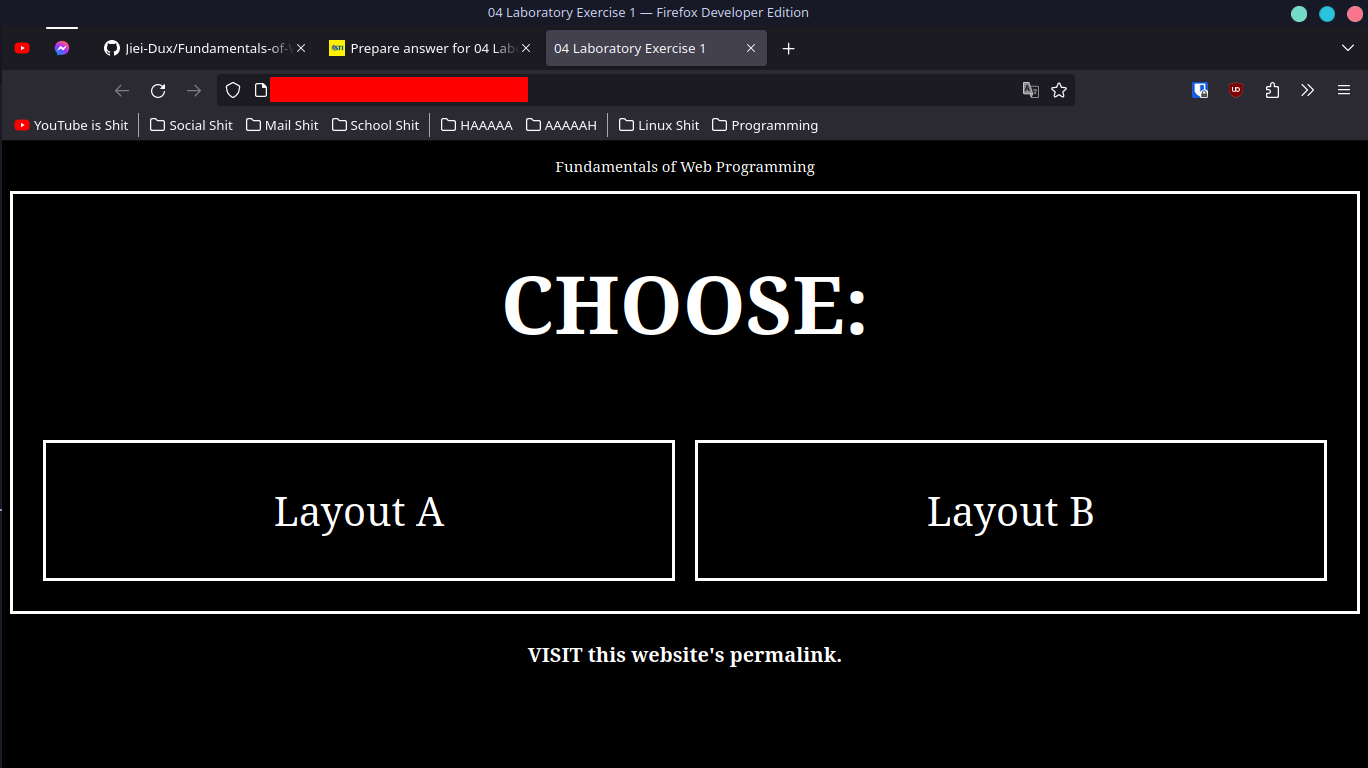 04 Laboratory Exercise 1 — Firefox Developer Edition
Jiei-Dux/Fundamentals-of-
Prepare answer for 04 Lab
04 Laboratory Exercise 1
YouTube is Shit
Social Shit
Mail Shit
School Shit
HAAAAA
AAAAAH
Linux Shit
Programming
Fundamentals of Web Programming
CHOOSE:
Layout A
Layout B
VISIT this website's permalink.